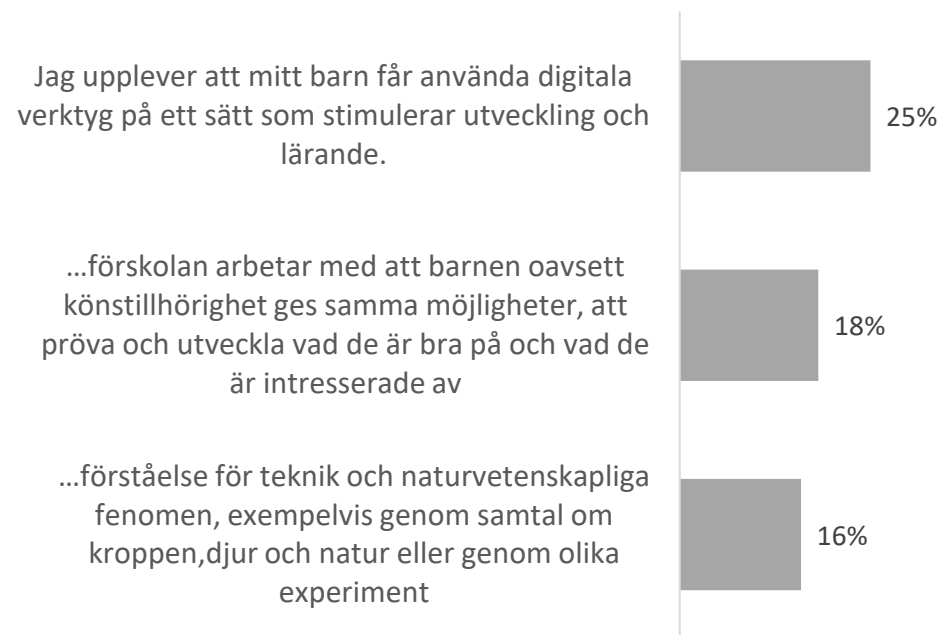 Jag upplever att mitt barn får använda digitala
verktyg på ett sätt som stimulerar utveckling och
lärande.
25%
...förskolan arbetar med att barnen oavsett
könstillhörighet ges samma möjligheter, att
pröva och utveckla vad de är bra på och vad de
är intresserade av
18%
...förståelse för teknik och naturvetenskapliga
fenomen, exempelvis genom samtal om
kroppen,djur och natur eller genom olika
experiment
16%